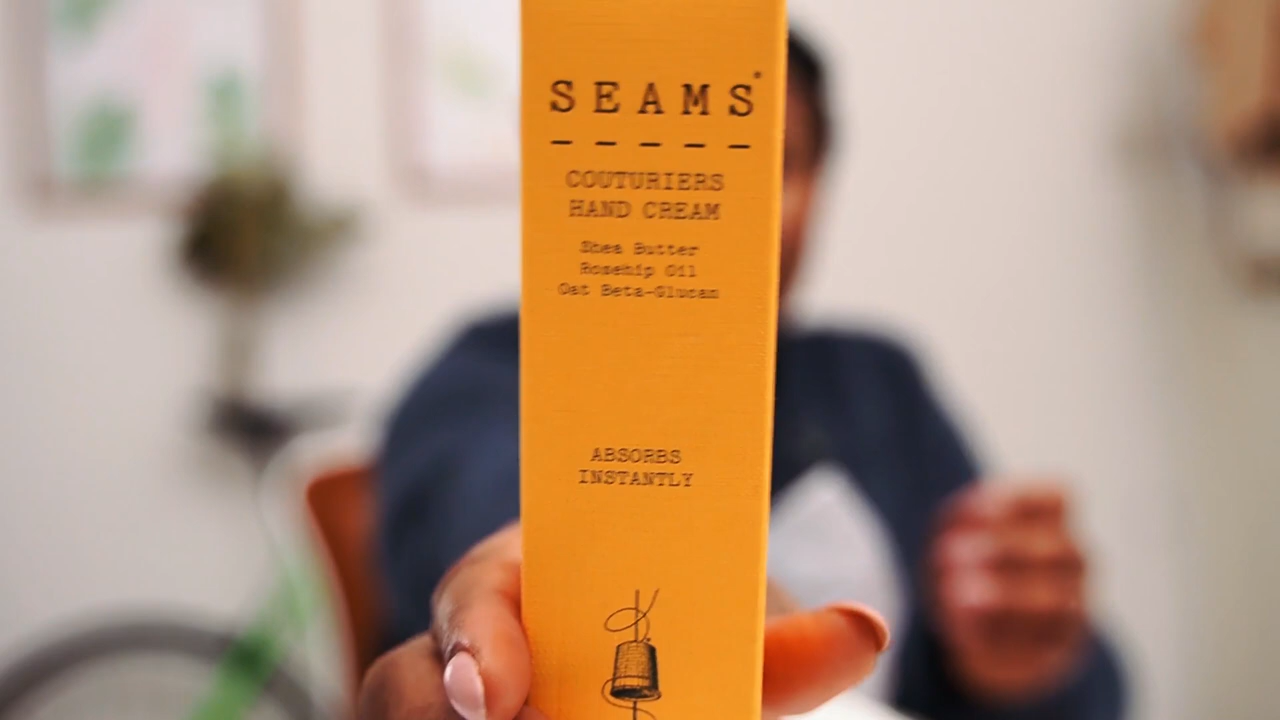 SEAMS®
COUTURIERS
HAND CREAM
Shea Butter
Rosehip Oil
Oat Beta-Glucan
ABSORBS
INSTANTLY